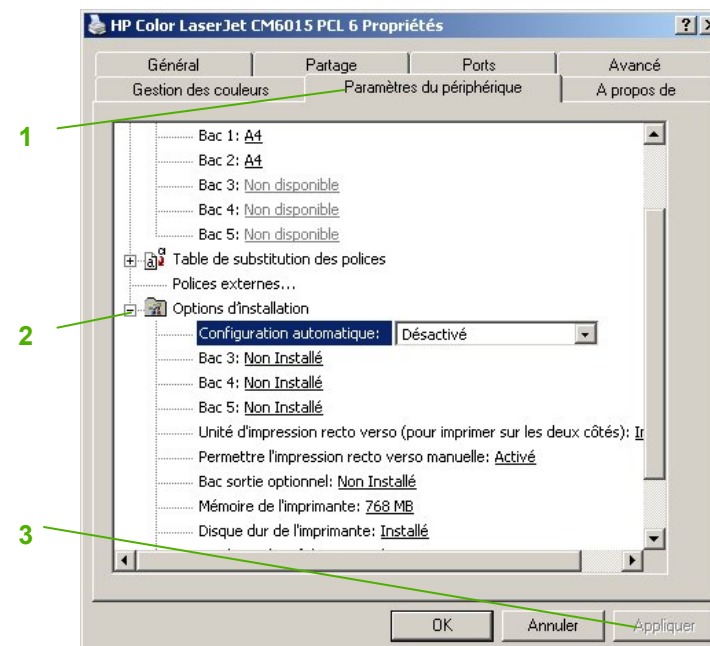 HP Color LaserJet CM6015 PCL 6 Propriétés
Général Partage Ports Avancé
Gestion des couleurs Paramètres du périphérique A propos de
1
Bac 1: A4
Bac 2: A4
Bac 3: Non disponible
Bac 4: Non disponible
Bac 5: Non disponible
Table de substitution des polices
Polices externes...
2
Options d'installation
Configuration automatique: Désactivé
Bac 3: Non Installé
Bac 4: Non Installé
Bac 5: Non Installé
Unité d'impression recto verso (pour imprimer sur les deux côtés):
Permettre l'impression recto verso manuelle: Activé
Bac sortie optionnel: Non Installé
Mémoire de l'imprimante: 768 MB
3
Disque dur de l'imprimante: Installé
OK Annuler Appliquer